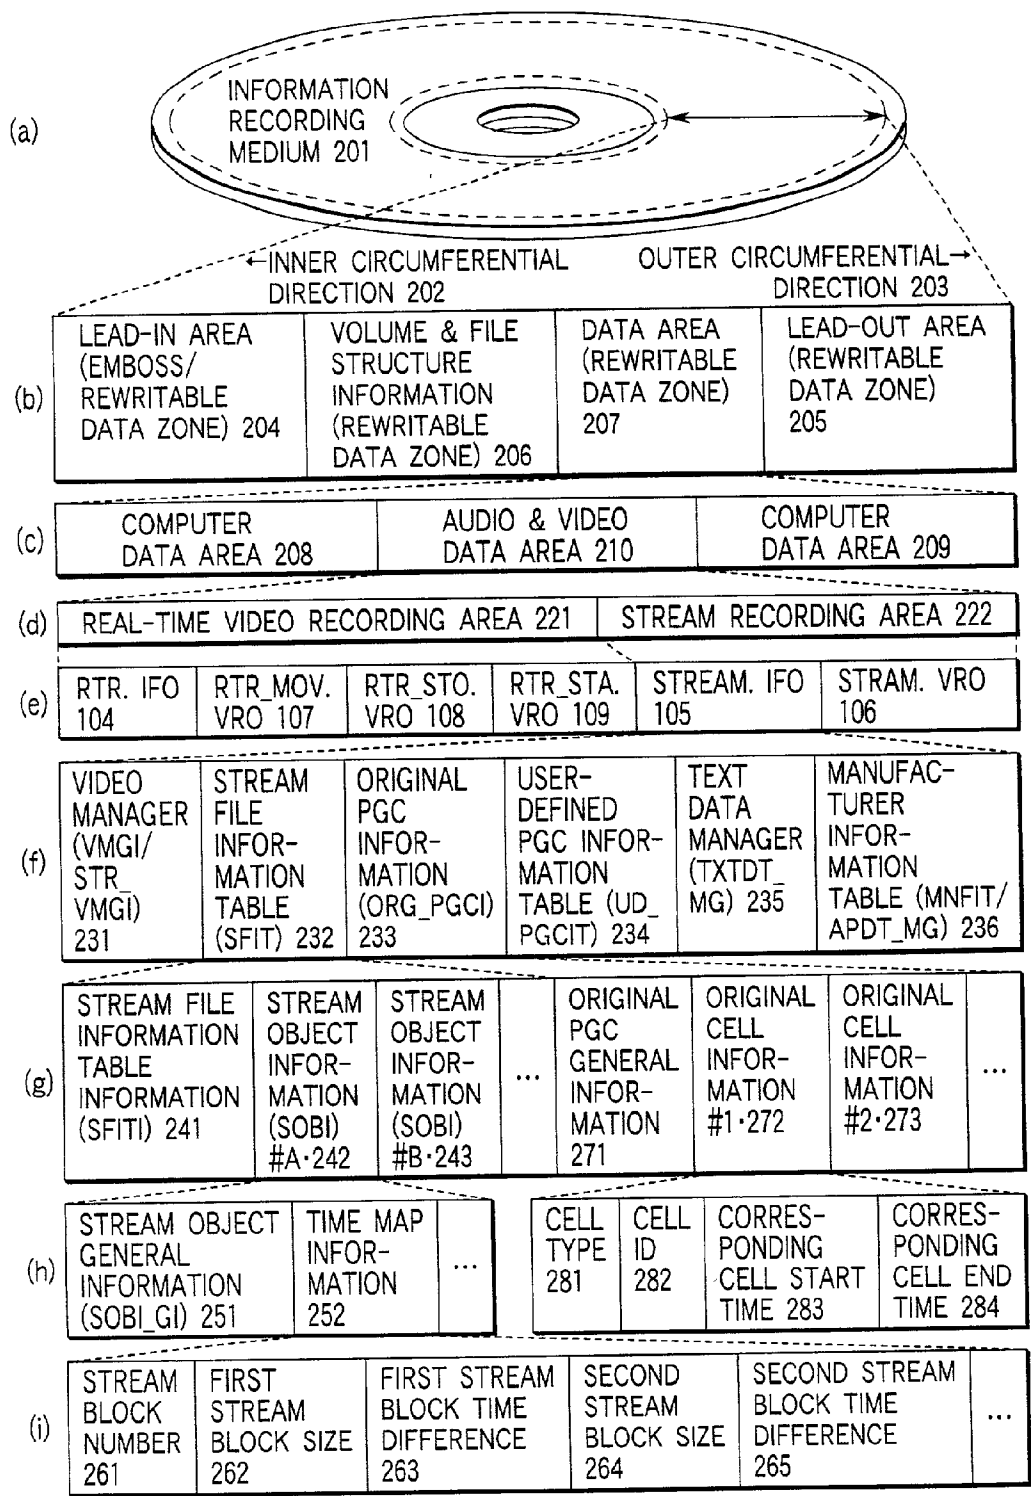 (a)
INFORMATION
RECORDING
MEDIUM 201
←INNER CIRCUMFERENTIAL
DIRECTION 202
OUTER CIRCUMFERENTIAL→
DIRECTION 203
(b)
LEAD-IN AREA
(EMBOSS/
REWRITABLE
DATA ZONE) 204
VOLUME & FILE
STRUCTURE
INFORMATION
(REWRITABLE
DATA ZONE) 206
DATA AREA
(REWRITABLE
DATA ZONE)
207
LEAD-OUT AREA
(REWRITABLE
DATA ZONE)
205
(c)
COMPUTER
DATA AREA 208
AUDIO & VIDEO
DATA AREA 210
COMPUTER
DATA AREA 209
(d)
REAL-TIME VIDEO RECORDING AREA 221
STREAM RECORDING AREA 222
(e)
RTR. IFO
104
RTR_MOV.
VRO 107
RTR_STO.
VRO 108
RTR_STA.
VRO 109
STREAM. IFO
105
STRAM. VRO
106
(f)
VIDEO
MANAGER
(VMGI/
STR_
VMGI)
231
STREAM
FILE
INFOR-
MATION
TABLE
(SFIT) 232
ORIGINAL
PGC
INFOR-
MATION
(ORG_PGCI)
233
USER-
DEFINED
PGC INFOR-
MATION
TABLE (UD_
PGCIT) 234
TEXT
DATA
MANAGER
(TXTDT_
MG) 235
MANUFAC-
TURER
INFOR-
MATION
TABLE (MNFIT/
APDT_MG) 236
(g)
STREAM FILE
INFORMATION
TABLE
INFORMATION
(SFITI) 241
STREAM
OBJECT
INFOR-
MATION
(SOBI)
#A·242
STREAM
OBJECT
INFOR-
MATION
(SOBI)
#B·243
...
ORIGINAL
PGC
GENERAL
INFOR-
MATION
271
ORIGINAL
CELL
INFOR-
MATION
#1·272
ORIGINAL
CELL
INFOR-
MATION
#2·273
...
(h)
STREAM OBJECT
GENERAL
INFORMATION
(SOBI_GI) 251
TIME MAP
INFOR-
MATION
252
...
CELL
TYPE
281
CELL
ID
282
CORRES-
PONDING
CELL START
TIME 283
CORRES-
PONDING
CELL END
TIME 284
(i)
STREAM
BLOCK
NUMBER
261
FIRST
STREAM
BLOCK SIZE
262
FIRST STREAM
BLOCK TIME
DIFFERENCE
263
SECOND
STREAM
BLOCK SIZE
264
SECOND STREAM
BLOCK TIME
DIFFERENCE
265
...